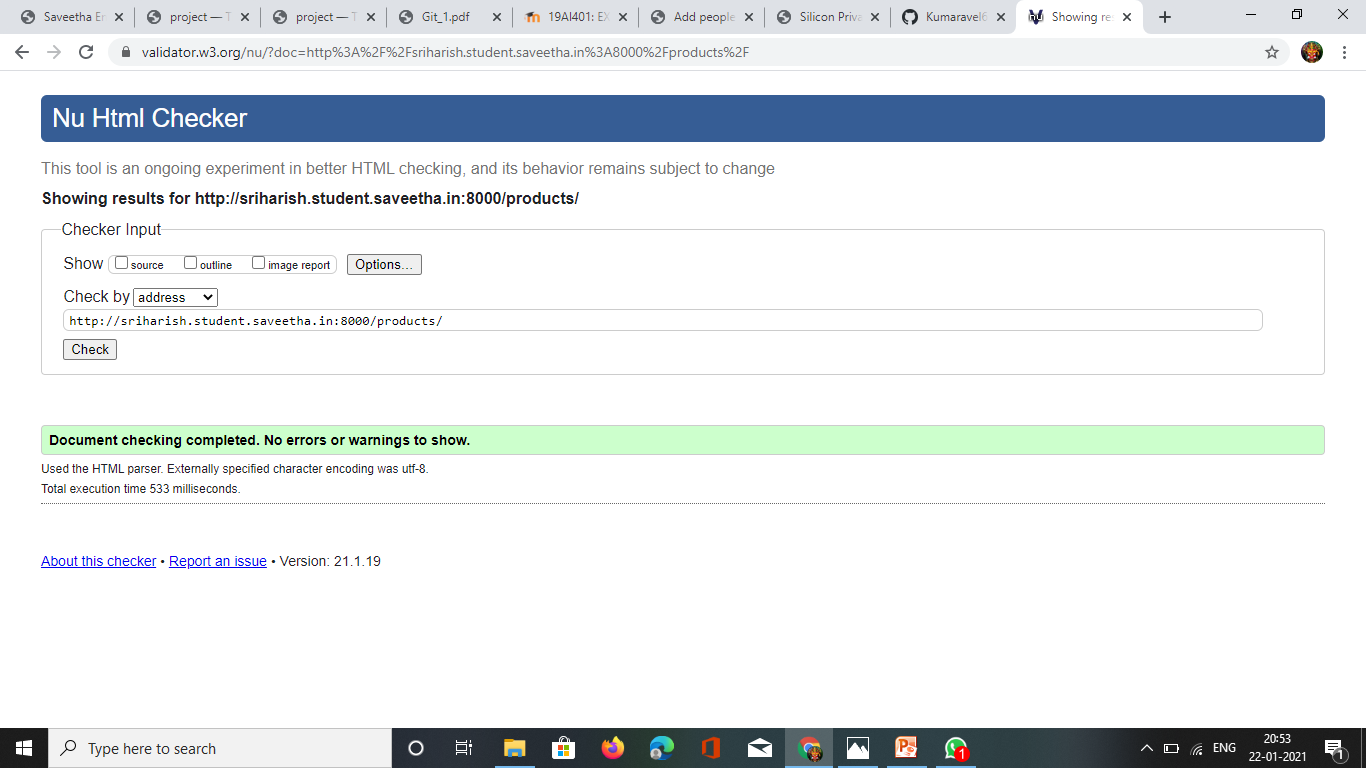 Saveetha En
project — T
project — T
Git_1.pdf
19AI401: EX
Add people
Silicon Priva
Kumaravel6
Showing res
validator.w3.org/nu/?doc=http%3A%2F%2Fsriharish.student.saveetha.in%3A8000%2Fproducts%2F
Nu Html Checker
This tool is an ongoing experiment in better HTML checking, and its behavior remains subject to change
Showing results for http://sriharish.student.saveetha.in:8000/products/
Checker Input
Show source outline image report Options...
Check by address
http://sriharish.student.saveetha.in:8000/products/
Check
Document checking completed. No errors or warnings to show.
Used the HTML parser. Externally specified character encoding was utf-8.
Total execution time 533 milliseconds.
About this checker • Report an issue • Version: 21.1.19
Type here to search
1
ENG
20:53
22-01-2021
1